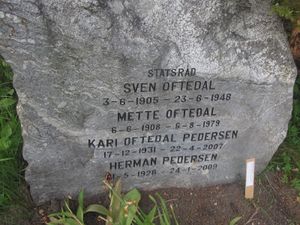 STATSRÅD
SVEN OFTEDAL
3-6-1905 - 23-6-1948
METTE OFTEDAL
6-6-1908 - 6-8-1979
KARI OFTEDAL PEDERSEN
17-12-1931 - 22-4-2007
HERMAN PEDERSEN
21-5-1928 - 24-1-2009